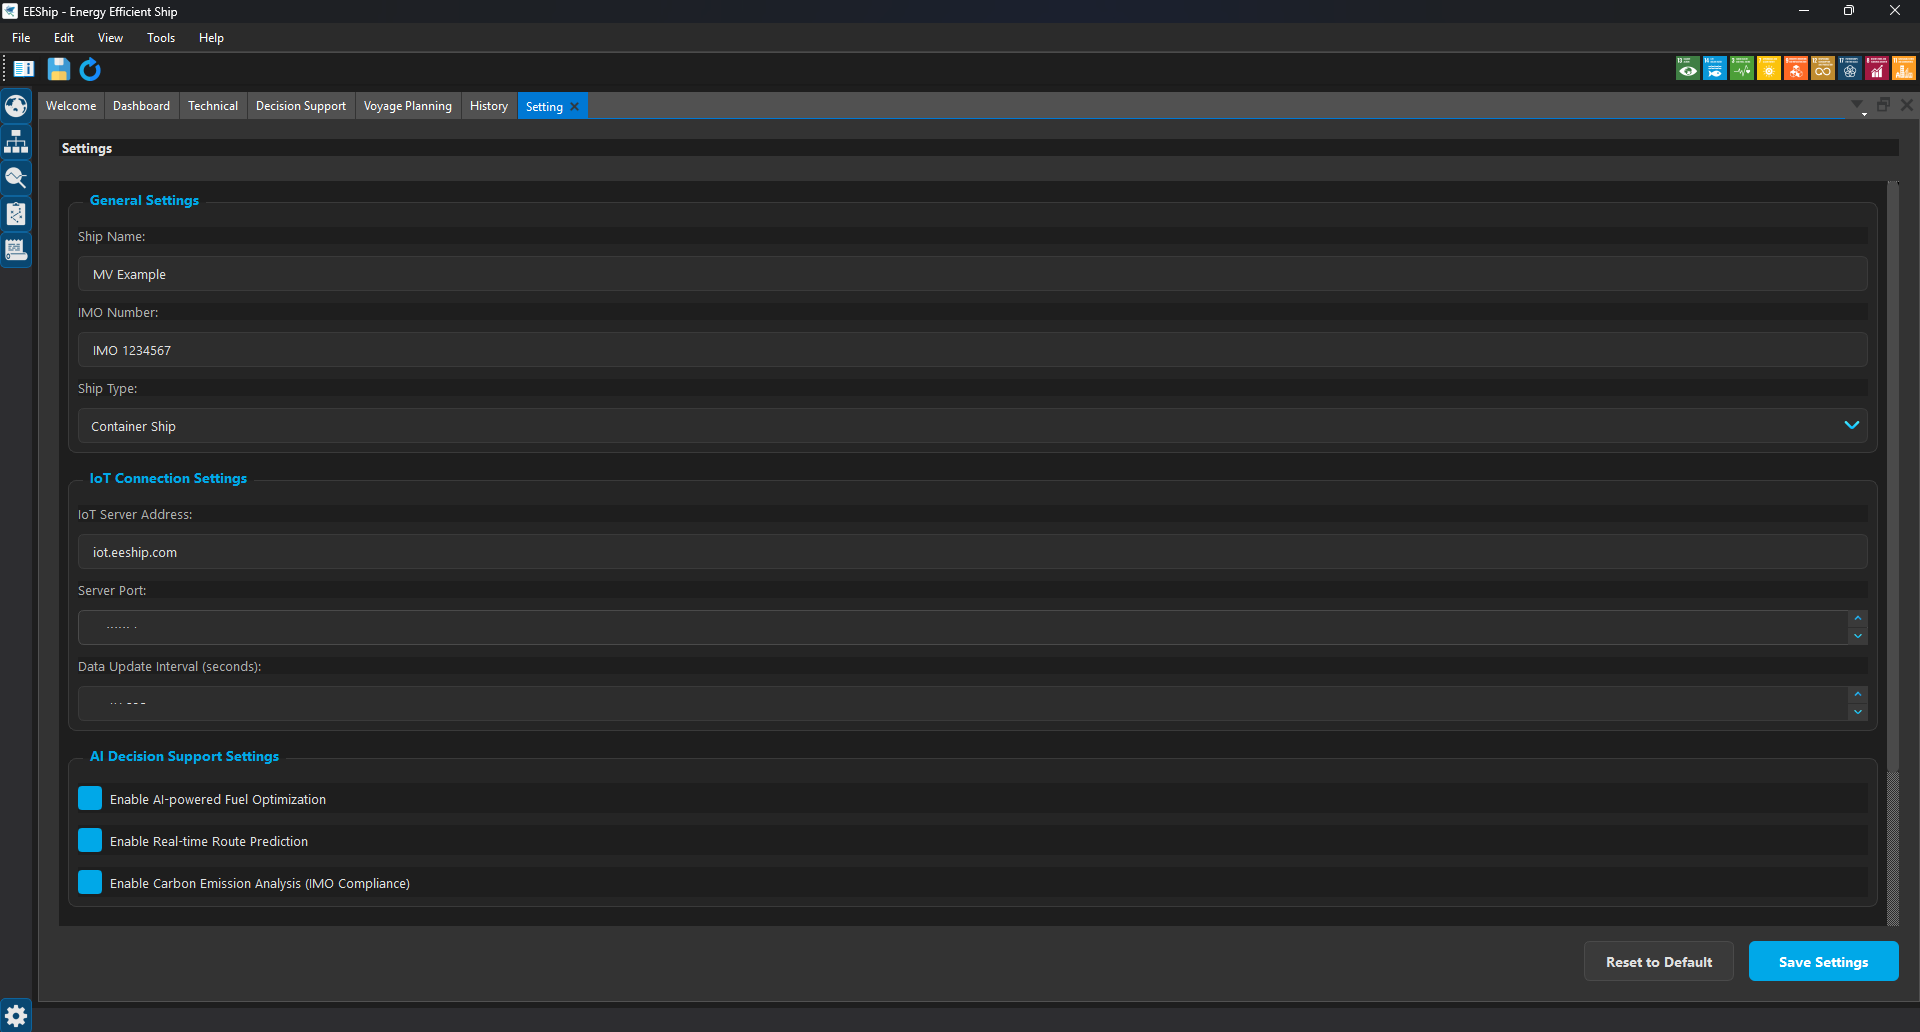 EEShip - Energy Efficient Ship
File Edit View Tools Help
Welcome Dashboard Technical Decision Support Voyage Planning History Setting
Settings
General Settings
Ship Name:
MV Example
IMO Number:
IMO 1234567
Ship Type:
Container Ship
IoT Connection Settings
IoT Server Address:
iot.eeship.com
Server Port:
Data Update Interval (seconds):
AI Decision Support Settings
Enable AI-powered Fuel Optimization
Enable Real-time Route Prediction
Enable Carbon Emission Analysis (IMO Compliance)
Reset to Default Save Settings